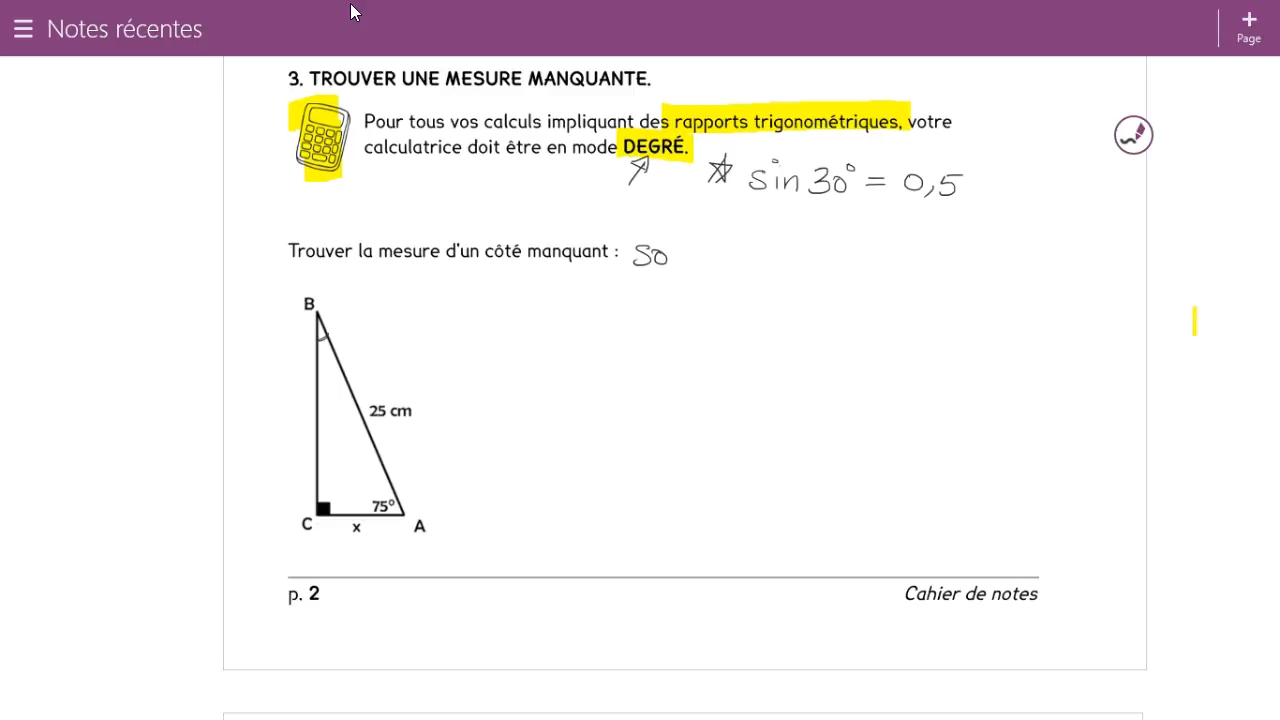 Notes récentes
Page
3. TROUVER UNE MESURE MANQUANTE.
Pour tous vos calculs impliquant des rapports trigonométriques, votre
calculatrice doit être en mode DEGRÉ.
sin 30° = 0,5
Trouver la mesure d'un côté manquant : SO
B
25 cm
75°
C
x
A
p. 2
Cahier de notes